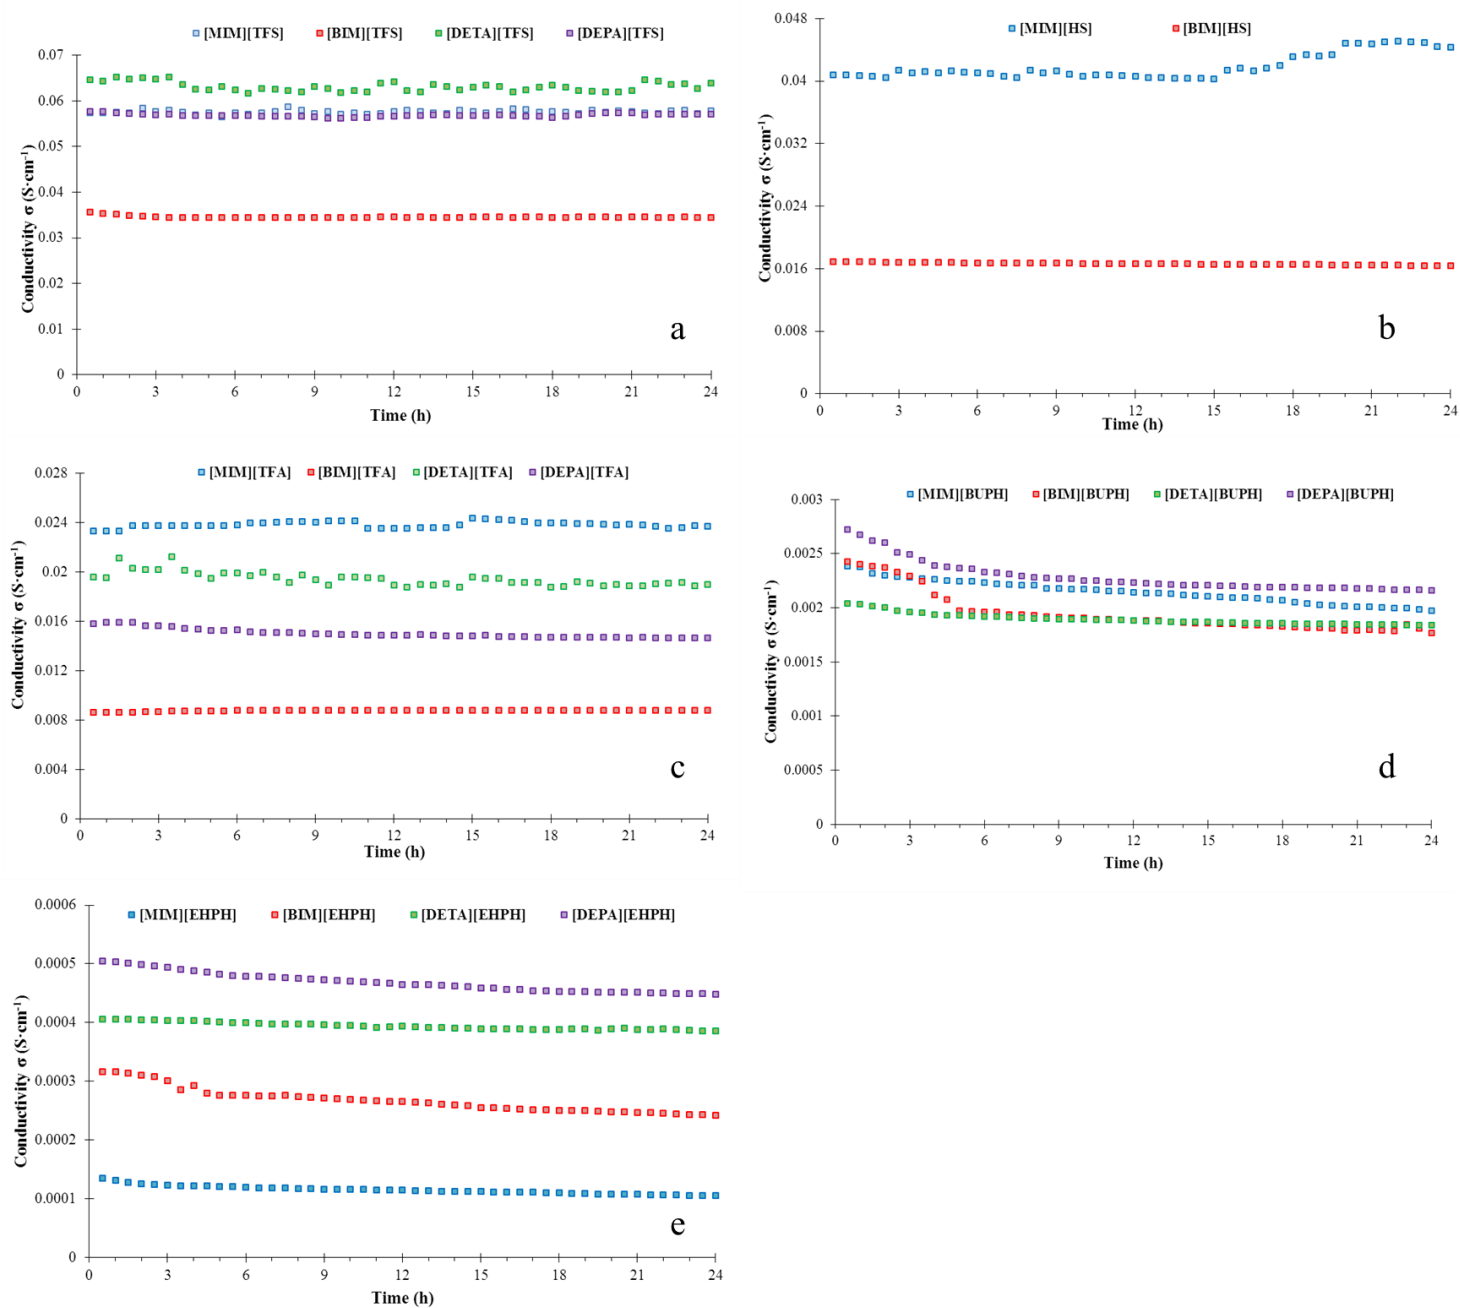 [MIM][TFS] [BIM][TFS] [DETA][TFS] [DEPA][TFS]
0.07
0.06
0.05
0.04
0.03
0.02
0.01
0
Conductivity σ (S·cm⁻¹)
a
0 3 6 9 12 15 18 21 24
Time (h)
[MIM][HS] [BIM][HS]
0.048
0.04
0.032
0.024
0.016
0.008
0
Conductivity σ (S·cm⁻¹)
b
0 3 6 9 12 15 18 21 24
Time (h)
[MIM][TFA] [BIM][TFA] [DETA][TFA] [DEPA][TFA]
0.028
0.024
0.02
0.016
0.012
0.008
0.004
0
Conductivity σ (S·cm⁻¹)
c
0 3 6 9 12 15 18 21 24
Time (h)
[MIM][BUPH] [BIM][BUPH] [DETA][BUPH] [DEPA][BUPH]
0.003
0.0025
0.002
0.0015
0.001
0.0005
0
Conductivity σ (S·cm⁻¹)
d
0 3 6 9 12 15 18 21 24
Time (h)
[MIM][EHPH] [BIM][EHPH] [DETA][EHPH] [DEPA][EHPH]
0.0006
0.0005
0.0004
0.0003
0.0002
0.0001
0
Conductivity σ (S·cm⁻¹)
e
0 3 6 9 12 15 18 21 24
Time (h)